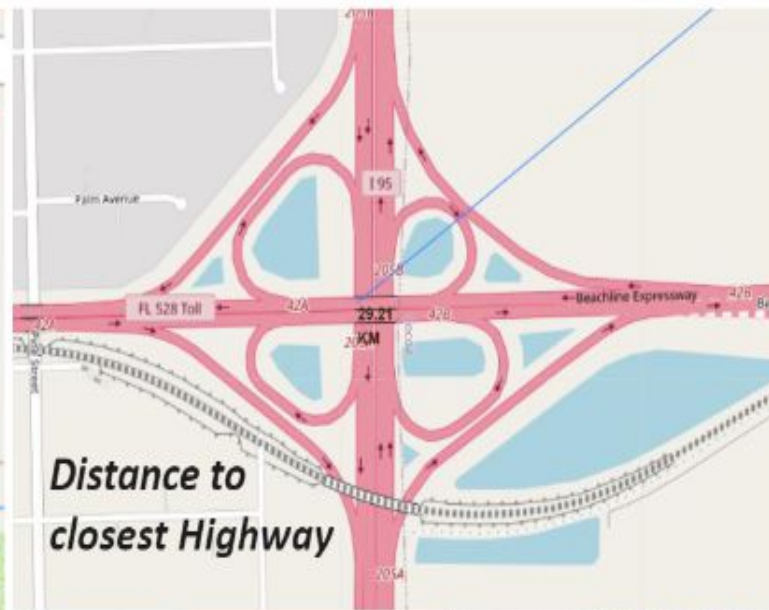 205B
Palm Avenue
I 95
205B
Beachline Expressway
42B
FL 528 Toll
42A
29.21
42B
KM
Distance to
closest Highway
205A